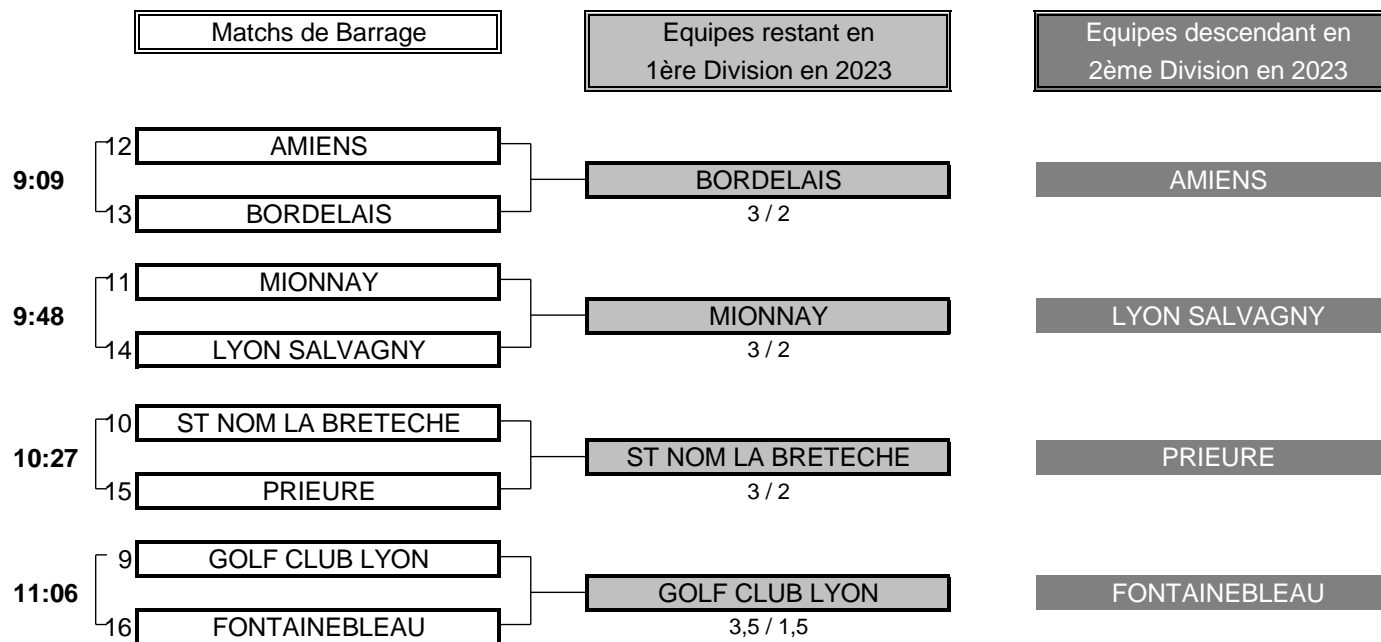 Matchs de Barrage
Equipes restant en
1ère Division en 2023
Equipes descendant en
2ème Division en 2023
12 AMIENS
9:09 BORDELAIS AMIENS
13 BORDELAIS 3 / 2
11 MIONNAY
9:48 MIONNAY LYON SALVAGNY
14 LYON SALVAGNY 3 / 2
10 ST NOM LA BRETECHE
10:27 ST NOM LA BRETECHE PRIEURE
15 PRIEURE 3 / 2
9 GOLF CLUB LYON
11:06 GOLF CLUB LYON FONTAINEBLEAU
16 FONTAINEBLEAU 3,5 / 1,5